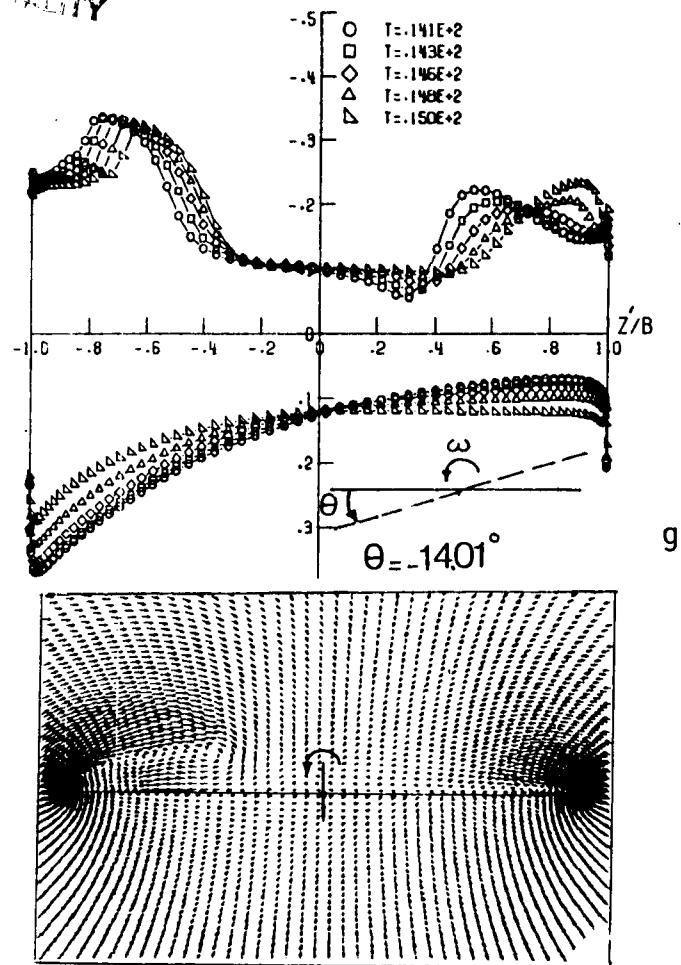 -.5
T=.141E+2
T=.143E+2
-.4
T=.146E+2
T=.148E+2
T=.150E+2
-.3
-.2
0
Z'/B
-1.0 -.8 -.6 -.4 -.2 0 .2 .4 .6 .8 1.0
.1
.2
ω
θ
.3
θ=-14.01°
g